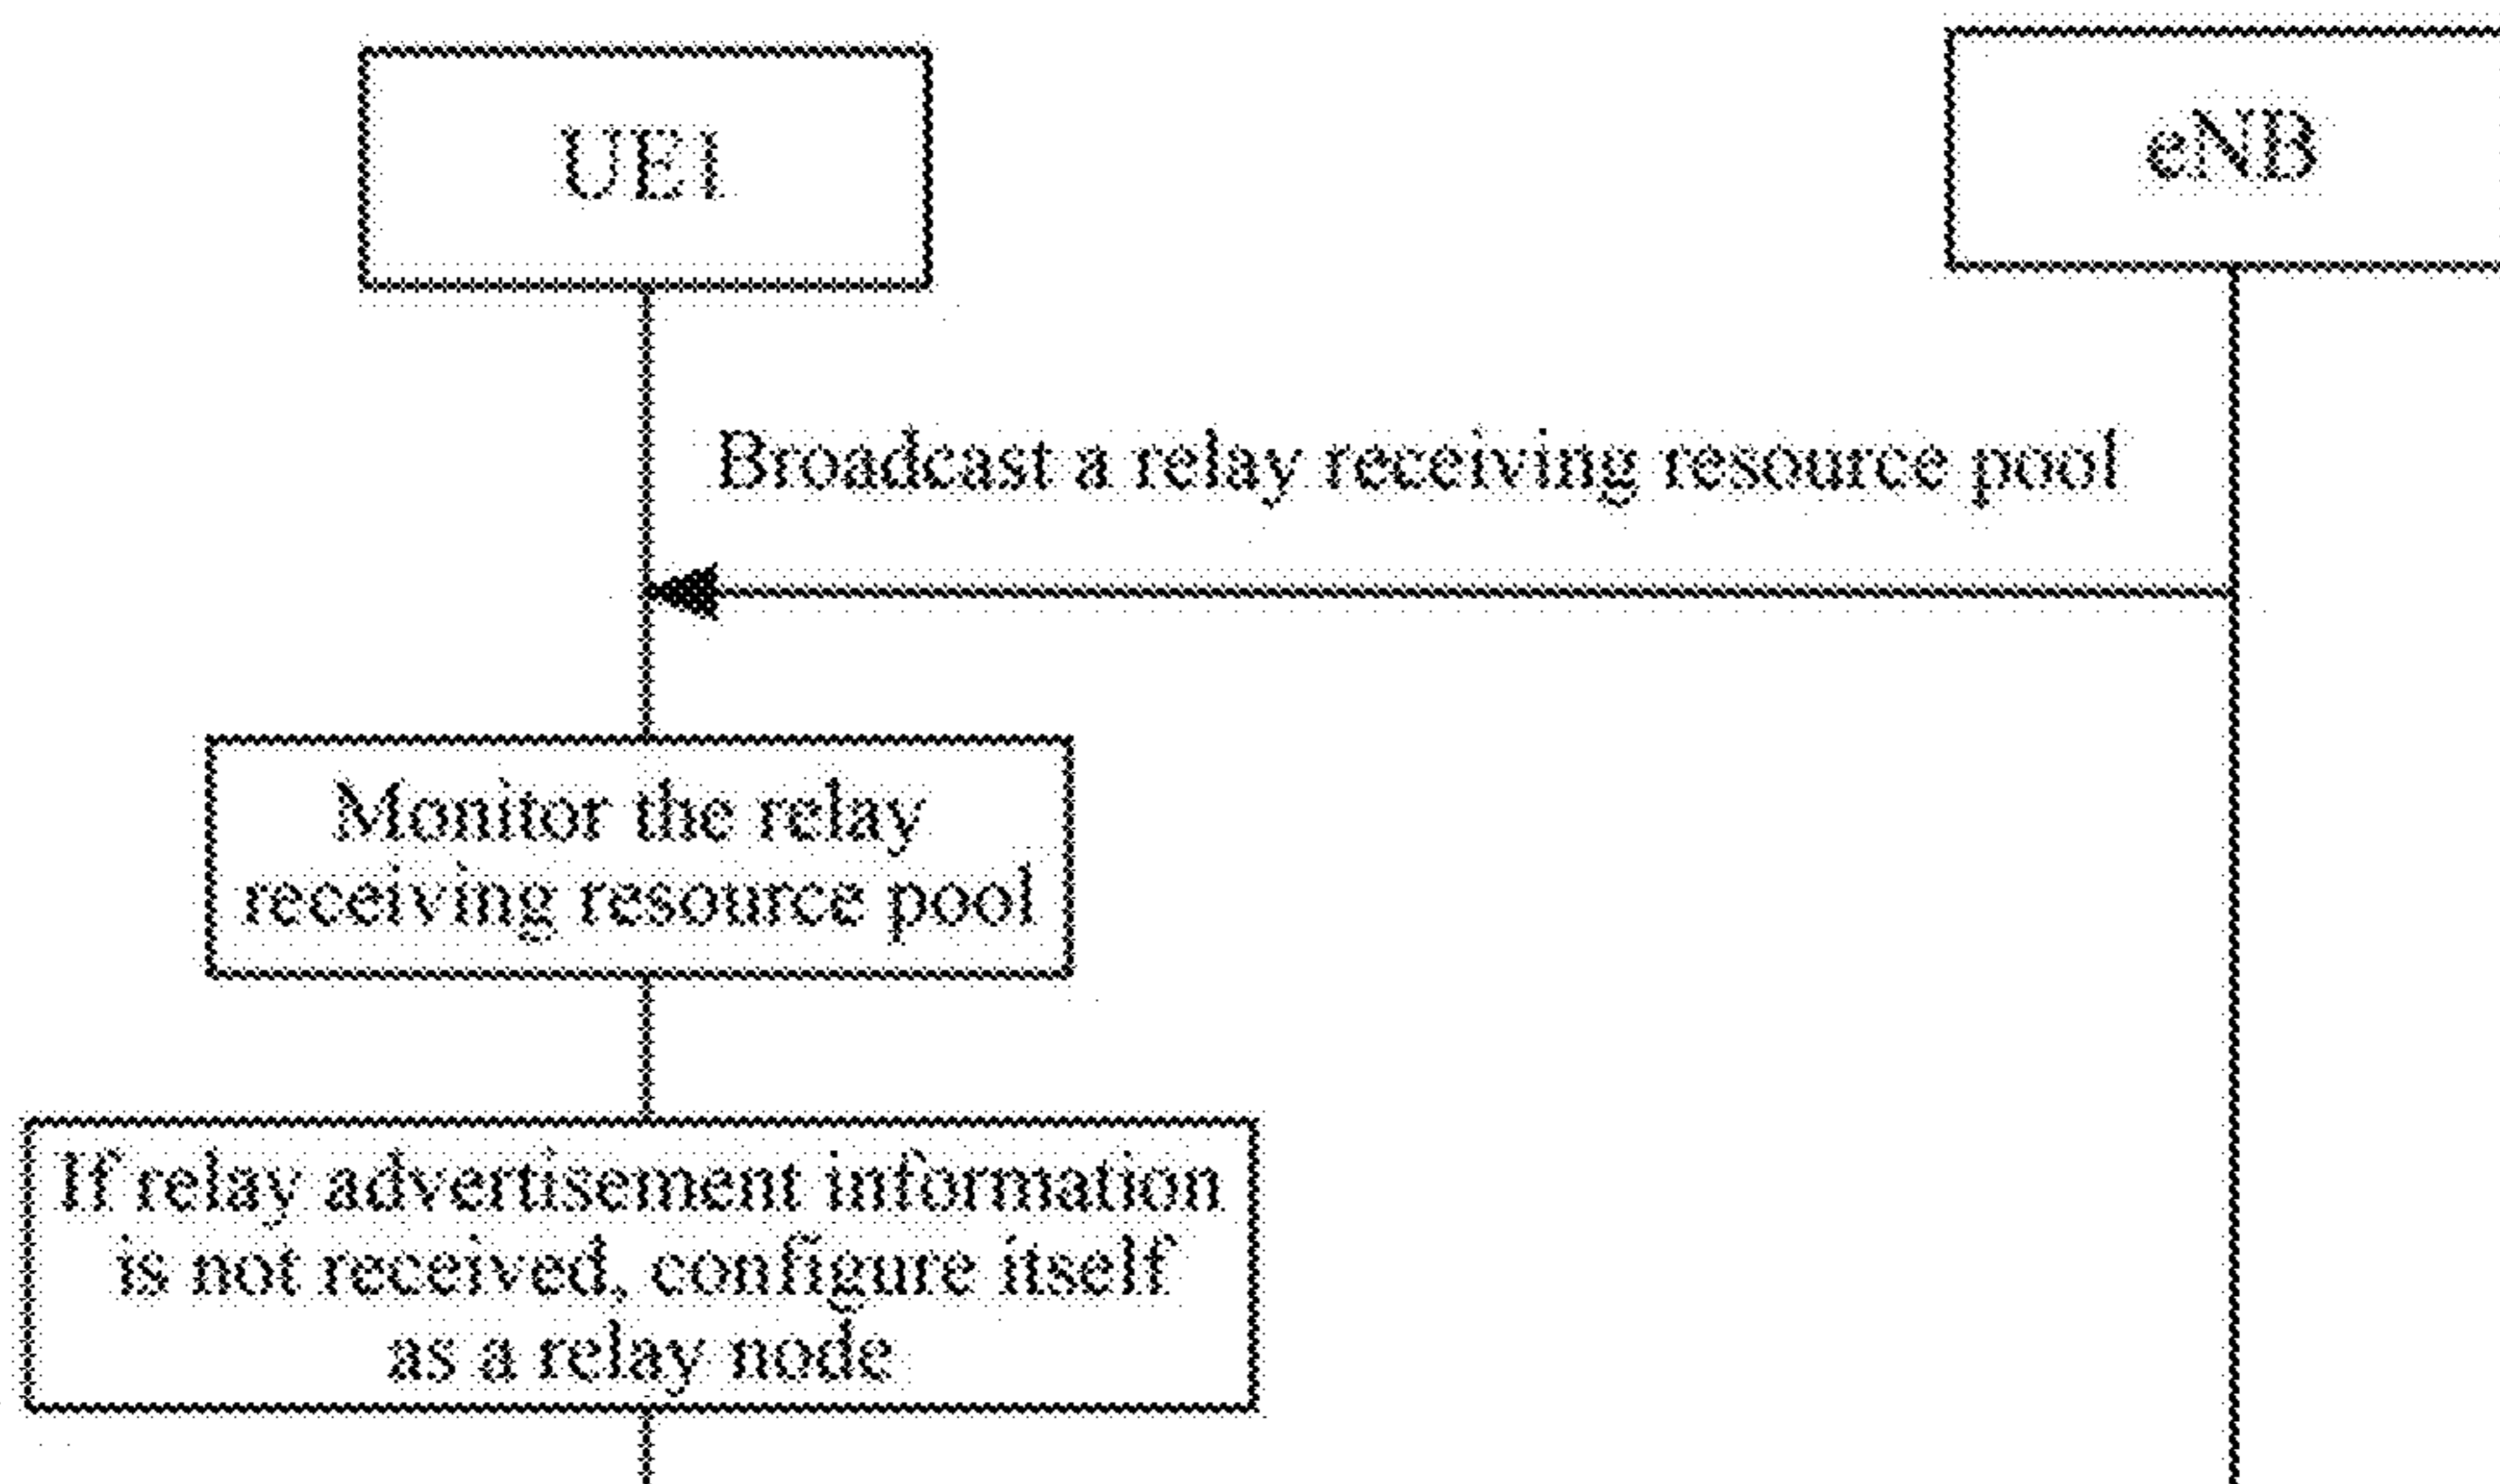 UE1
eNB
Broadcast a relay receiving resource pool
Monitor the relay
receiving resource pool
If relay advertisement information
is not received, configure itself
as a relay node